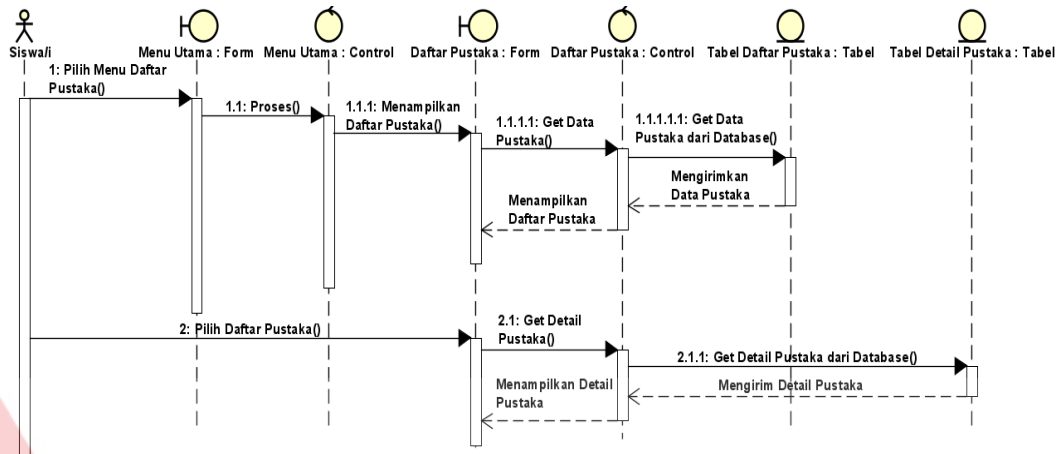 Siswa/i
Menu Utama : Form
Menu Utama : Control
Daftar Pustaka : Form
Daftar Pustaka : Control
Tabel Daftar Pustaka : Tabel
Tabel Detail Pustaka : Tabel
1: Pilih Menu Daftar
Pustaka()
1.1: Proses()
1.1.1: Menampilkan
Daftar Pustaka()
1.1.1.1: Get Data
Pustaka()
1.1.1.1.1: Get Data
Pustaka dari Database()
Mengirimkan
Data Pustaka
Menampilkan
Daftar Pustaka
2: Pilih Daftar Pustaka()
2.1: Get Detail
Pustaka()
2.1.1: Get Detail Pustaka dari Database()
Mengirim Detail Pustaka
Menampilkan Detail
Pustaka